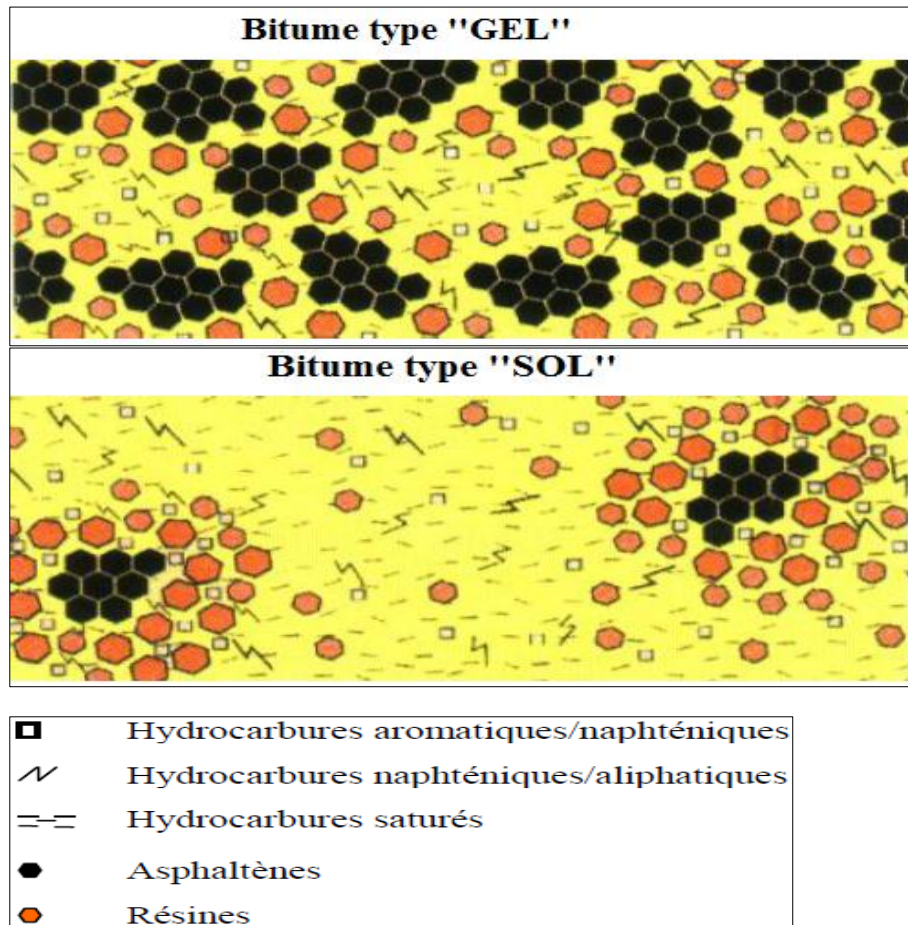 Bitume type "GEL"
Bitume type "SOL"
Hydrocarbures aromatiques/naphténiques
Hydrocarbures naphténiques/aliphatiques
Hydrocarbures saturés
Asphaltènes
Résines